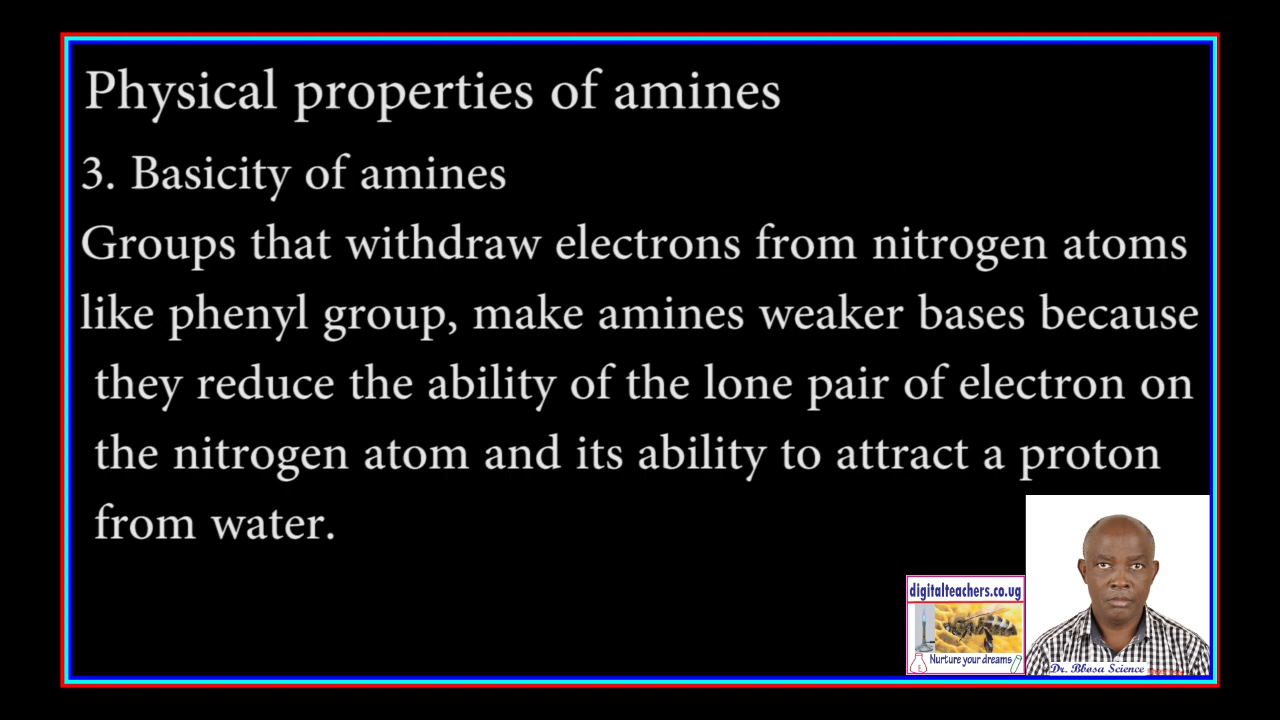 Physical properties of amines
3. Basicity of amines
Groups that withdraw electrons from nitrogen atoms
like phenyl group, make amines weaker bases because
they reduce the ability of the lone pair of electron on
the nitrogen atom and its ability to attract a proton
from water.
digitalteachers.co.ug
Nurture your dreams
Dr. Bbosa Science